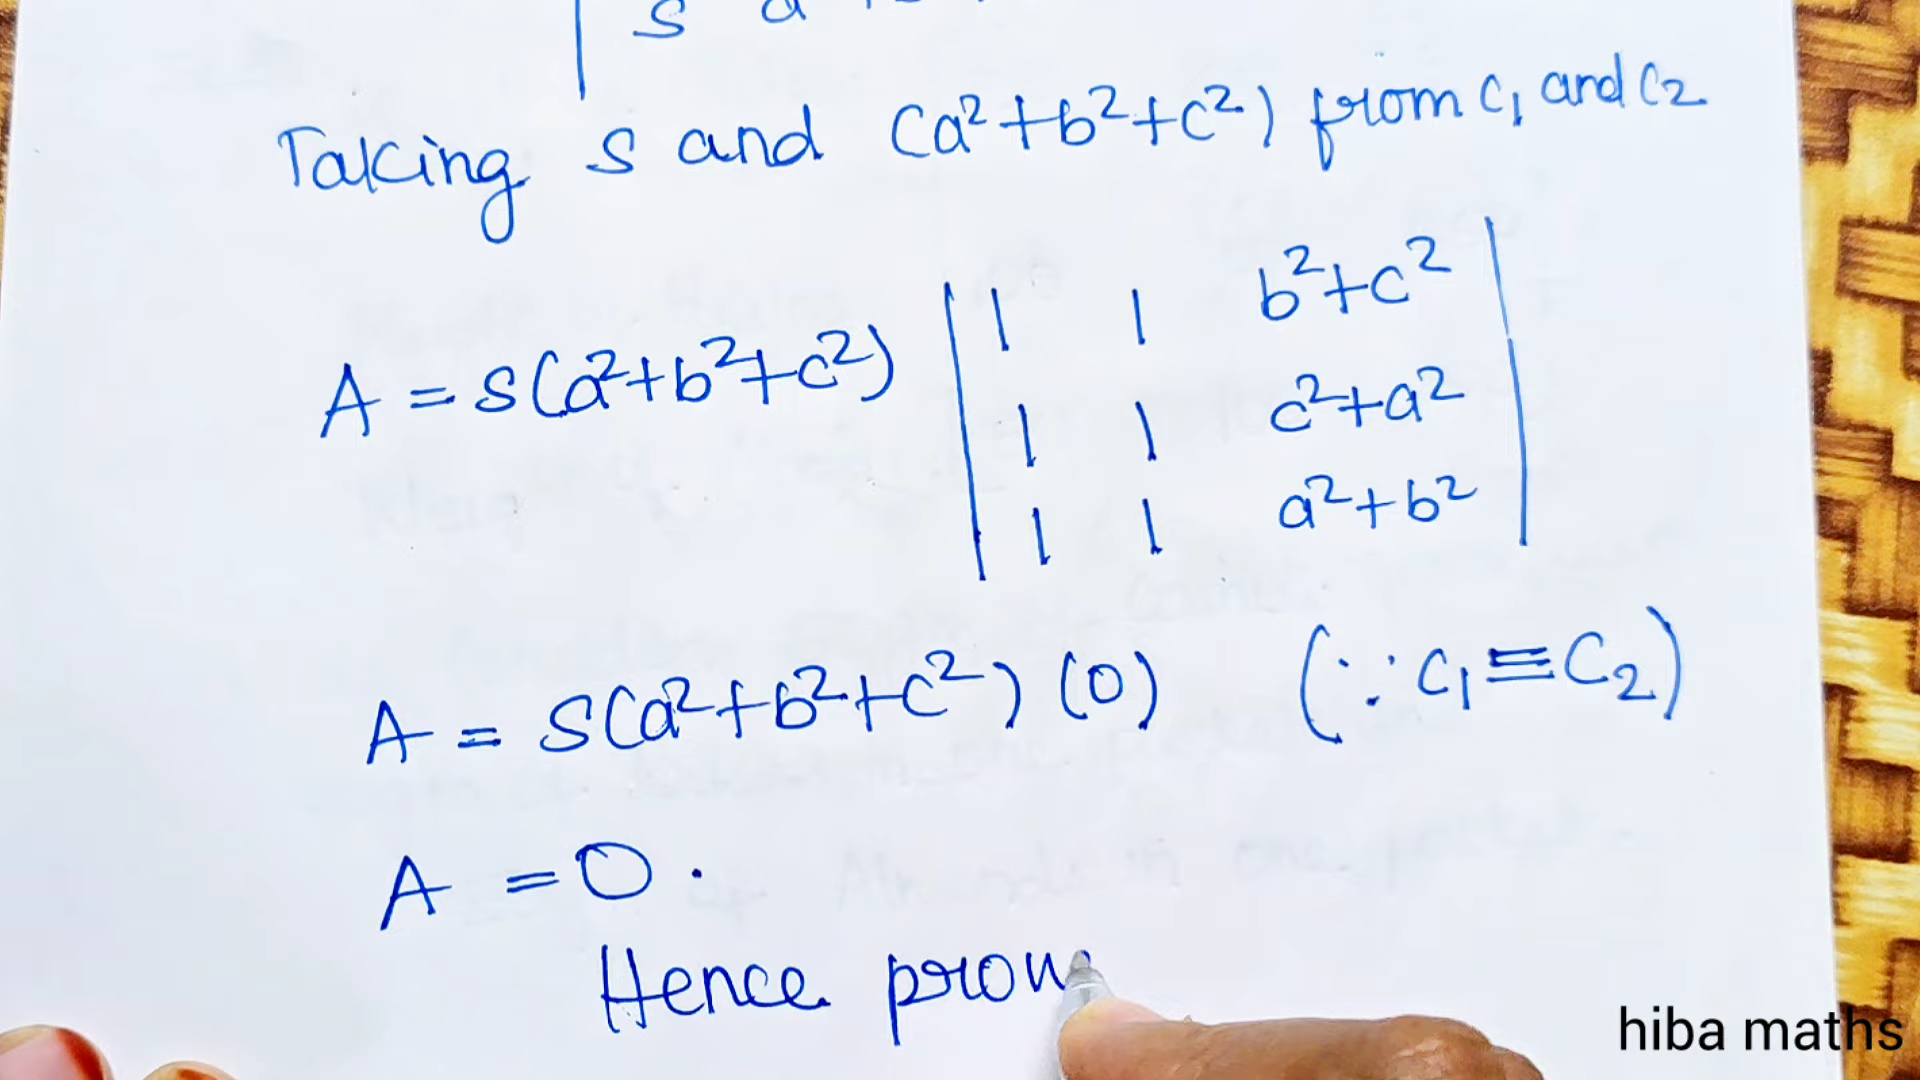 Taking s and (a²+b²+c²) from C₁ and C₂
A = s(a²+b²+c²) | 1 1 b²+c² |
| 1 1 c²+a² |
| 1 1 a²+b² |
A = s(a²+b²+c²) (0) (∵ C₁≡C₂)
A = 0.
Hence
hiba maths